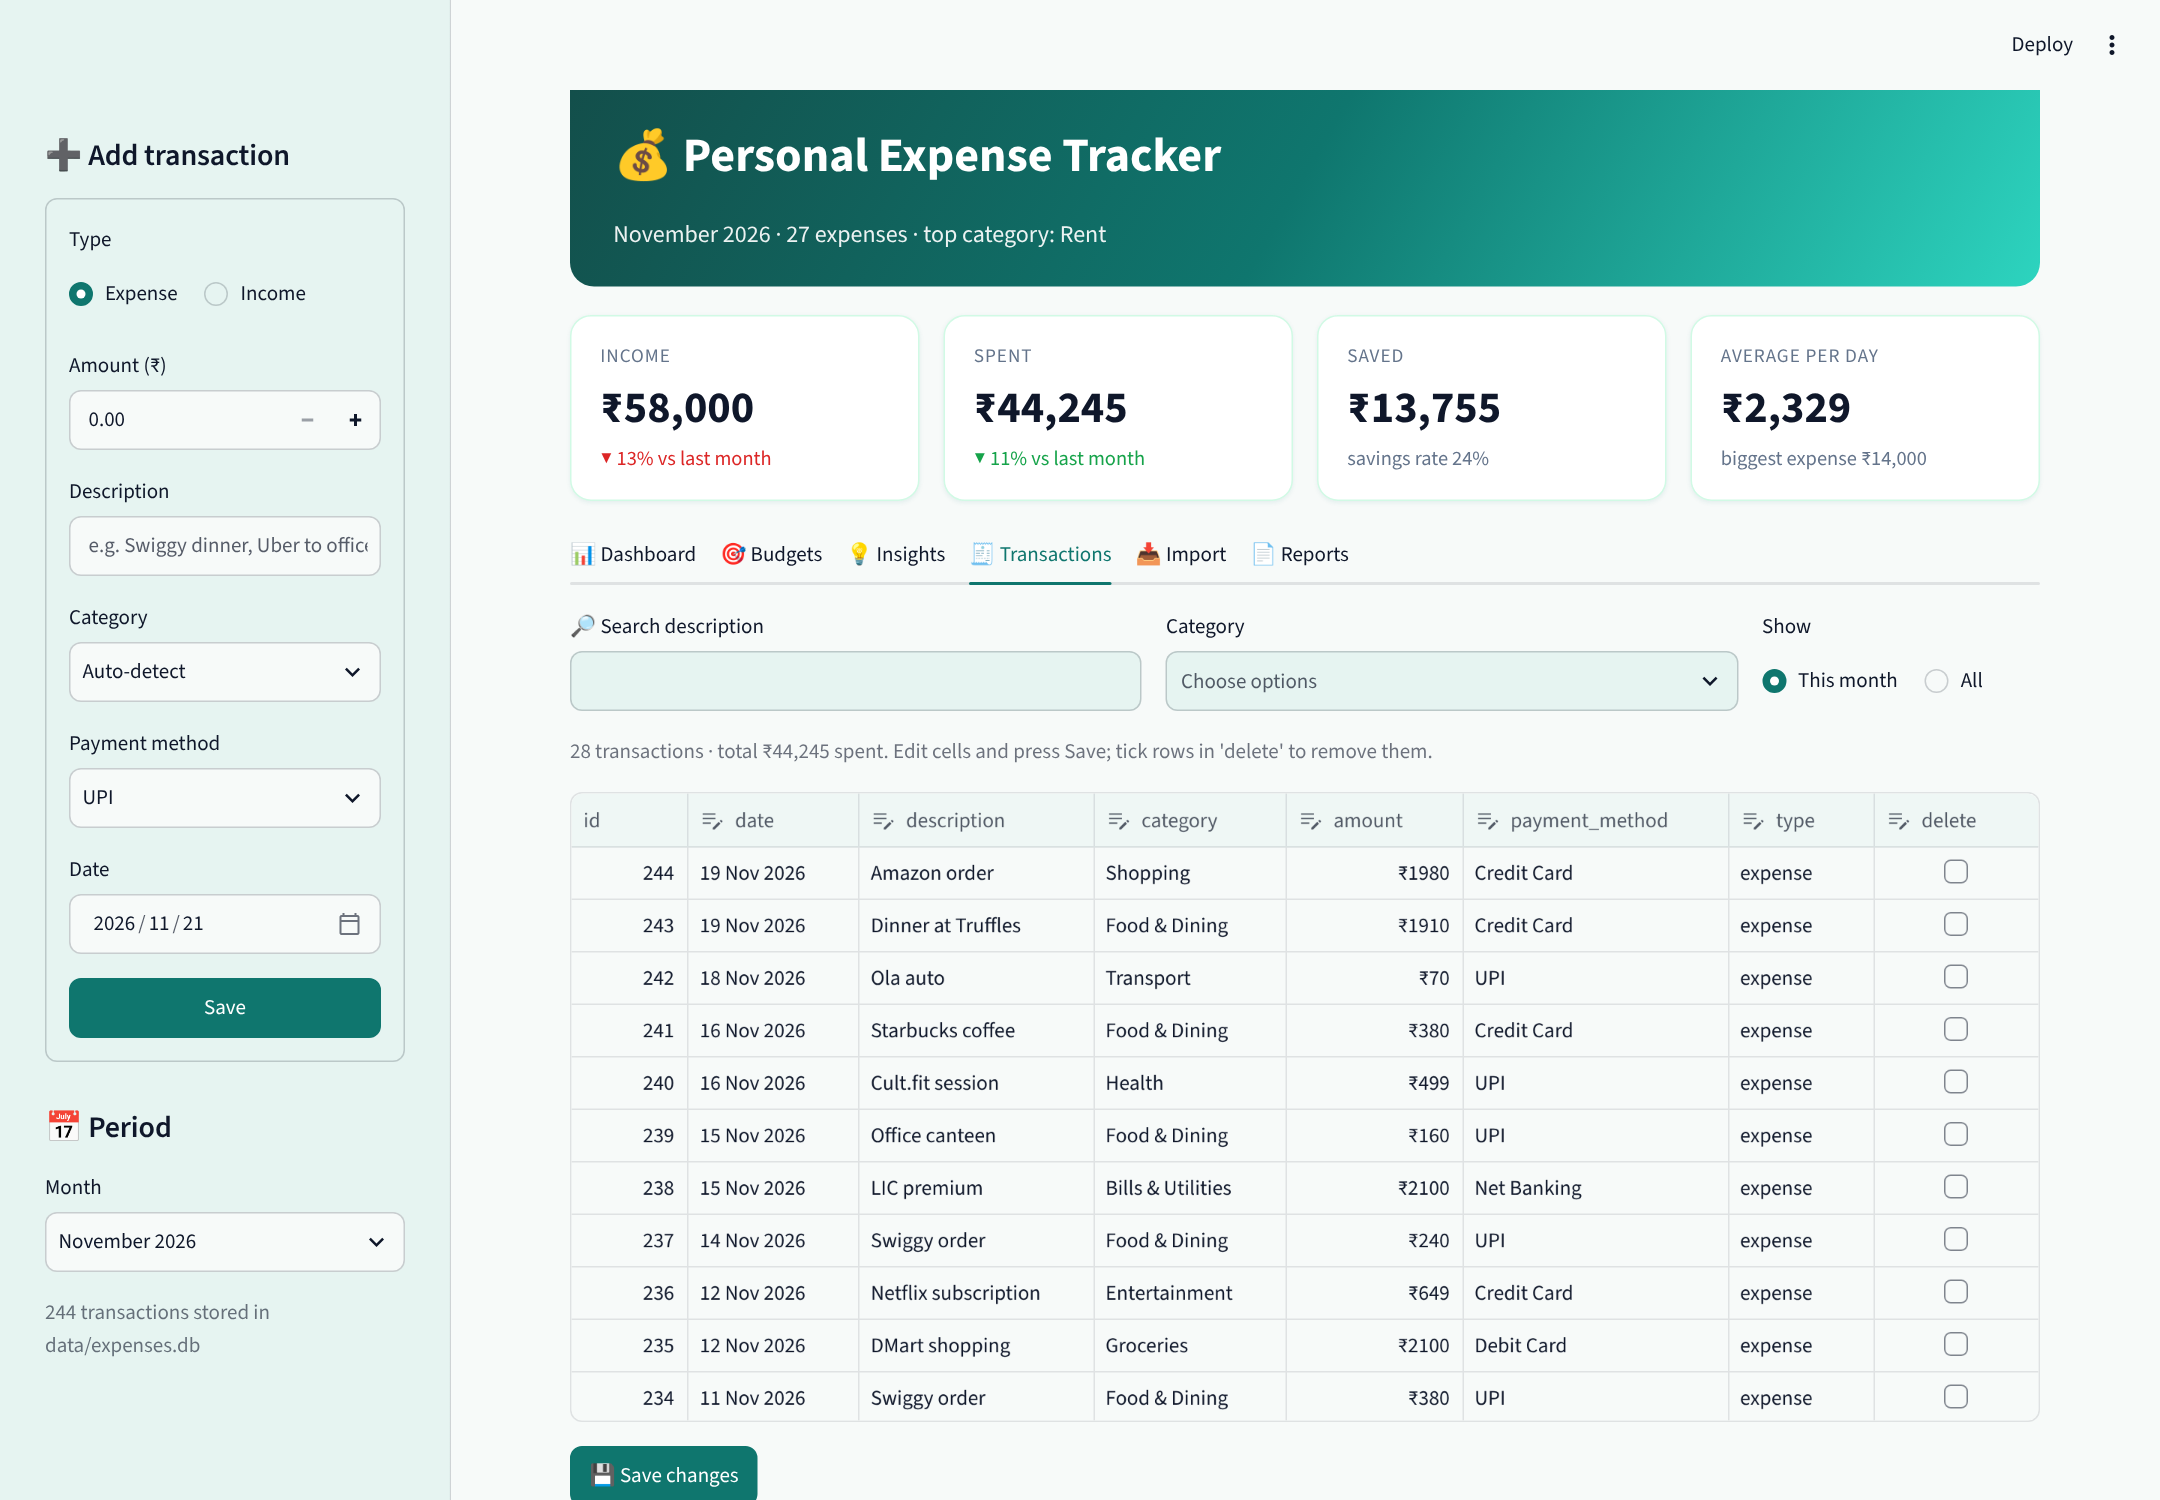 Deploy
➕ Add transaction
Type
Expense Income
Amount (₹)
0.00
Description
e.g. Swiggy dinner, Uber to office
Category
Auto-detect
Payment method
UPI
Date
2026/11/21
Save
📅 Period
Month
November 2026
244 transactions stored in
data/expenses.db
💰 Personal Expense Tracker
November 2026 · 27 expenses · top category: Rent
INCOME
₹58,000
▼ 13% vs last month
SPENT
₹44,245
▼ 11% vs last month
SAVED
₹13,755
savings rate 24%
AVERAGE PER DAY
₹2,329
biggest expense ₹14,000
📊 Dashboard 🎯 Budgets 💡 Insights 🧾 Transactions 📥 Import 📄 Reports
🔎 Search description
Category
Choose options
Show
This month All
28 transactions · total ₹44,245 spent. Edit cells and press Save; tick rows in 'delete' to remove them.
id date description category amount payment_method type delete
244 19 Nov 2026 Amazon order Shopping ₹1980 Credit Card expense
243 19 Nov 2026 Dinner at Truffles Food & Dining ₹1910 Credit Card expense
242 18 Nov 2026 Ola auto Transport ₹70 UPI expense
241 16 Nov 2026 Starbucks coffee Food & Dining ₹380 Credit Card expense
240 16 Nov 2026 Cult.fit session Health ₹499 UPI expense
239 15 Nov 2026 Office canteen Food & Dining ₹160 UPI expense
238 15 Nov 2026 LIC premium Bills & Utilities ₹2100 Net Banking expense
237 14 Nov 2026 Swiggy order Food & Dining ₹240 UPI expense
236 12 Nov 2026 Netflix subscription Entertainment ₹649 Credit Card expense
235 12 Nov 2026 DMart shopping Groceries ₹2100 Debit Card expense
234 11 Nov 2026 Swiggy order Food & Dining ₹380 UPI expense
💾 Save changes